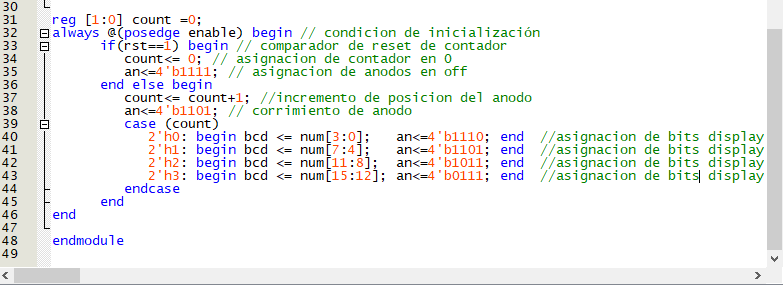 30
31 reg [1:0] count =0;
32 always @(posedge enable) begin // condicion de inicialización
33 if(rst==1) begin // comparador de reset de contador
34 count<= 0; // asignacion de contador en 0
35 an<=4'b1111; // asignacion de anodos en off
36 end else begin
37 count<= count+1; //incremento de posicion del anodo
38 an<=4'b1101; // corrimiento de anodo
39 case (count)
40 2'h0: begin bcd <= num[3:0]; an<=4'b1110; end //asignacion de bits display
41 2'h1: begin bcd <= num[7:4]; an<=4'b1101; end //asignacion de bits display
42 2'h2: begin bcd <= num[11:8]; an<=4'b1011; end //asignacion de bits display
43 2'h3: begin bcd <= num[15:12]; an<=4'b0111; end //asignacion de bits display
44 endcase
45 end
46 end
47
48 endmodule
49